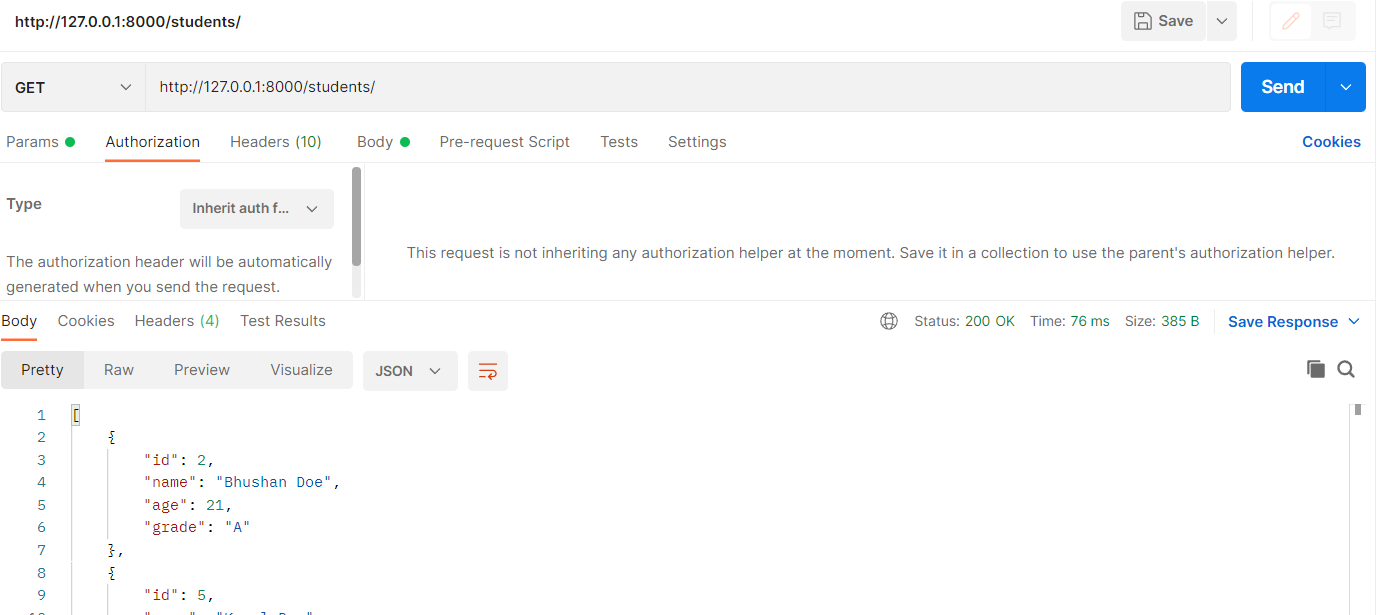 http://127.0.0.1:8000/students/
Save
GET
http://127.0.0.1:8000/students/
Send
Params Authorization Headers (10) Body Pre-request Script Tests Settings Cookies
Type
Inherit auth f...
The authorization header will be automatically
generated when you send the request.
This request is not inheriting any authorization helper at the moment. Save it in a collection to use the parent's authorization helper.
Body Cookies Headers (4) Test Results Status: 200 OK Time: 76 ms Size: 385 B Save Response
Pretty Raw Preview Visualize JSON
1 [
2 {
3 "id": 2,
4 "name": "Bhushan Doe",
5 "age": 21,
6 "grade": "A"
7 },
8 {
9 "id": 5,